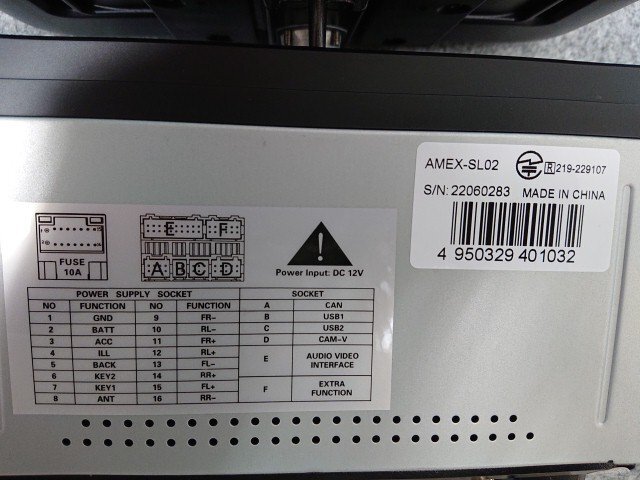 AMEX-SL02
R 219-229107
S/N: 22060283 MADE IN CHINA
4 950329 401032
FUSE
10A
E F
A B C D
Power Input: DC 12V
POWER SUPPLY SOCKET SOCKET
NO FUNCTION NO FUNCTION A CAN
1 GND 9 FR- B USB1
2 BATT 10 RL- C USB2
3 ACC 11 FR+ D CAM-V
4 ILL 12 RL+ E AUDIO VIDEO INTERFACE
5 BACK 13 FL-
6 KEY2 14 RR+ F EXTRA FUNCTION
7 KEY1 15 FL+
8 ANT 16 RR-